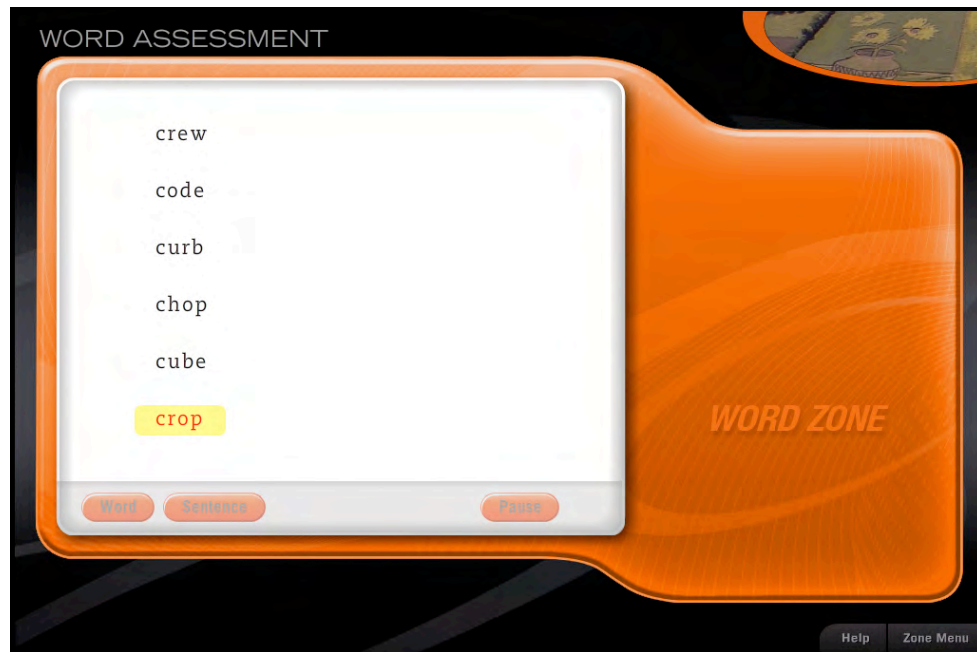 WORD ASSESSMENT
crew
code
curb
chop
cube
crop
WORD ZONE
Word Sentence Pause
Help Zone Menu